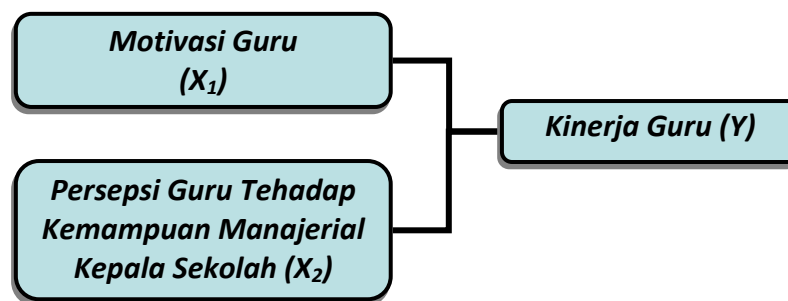 Motivasi Guru
(X₁)
Kinerja Guru (Y)
Persepsi Guru Tehadap
Kemampuan Manajerial
Kepala Sekolah (X₂)